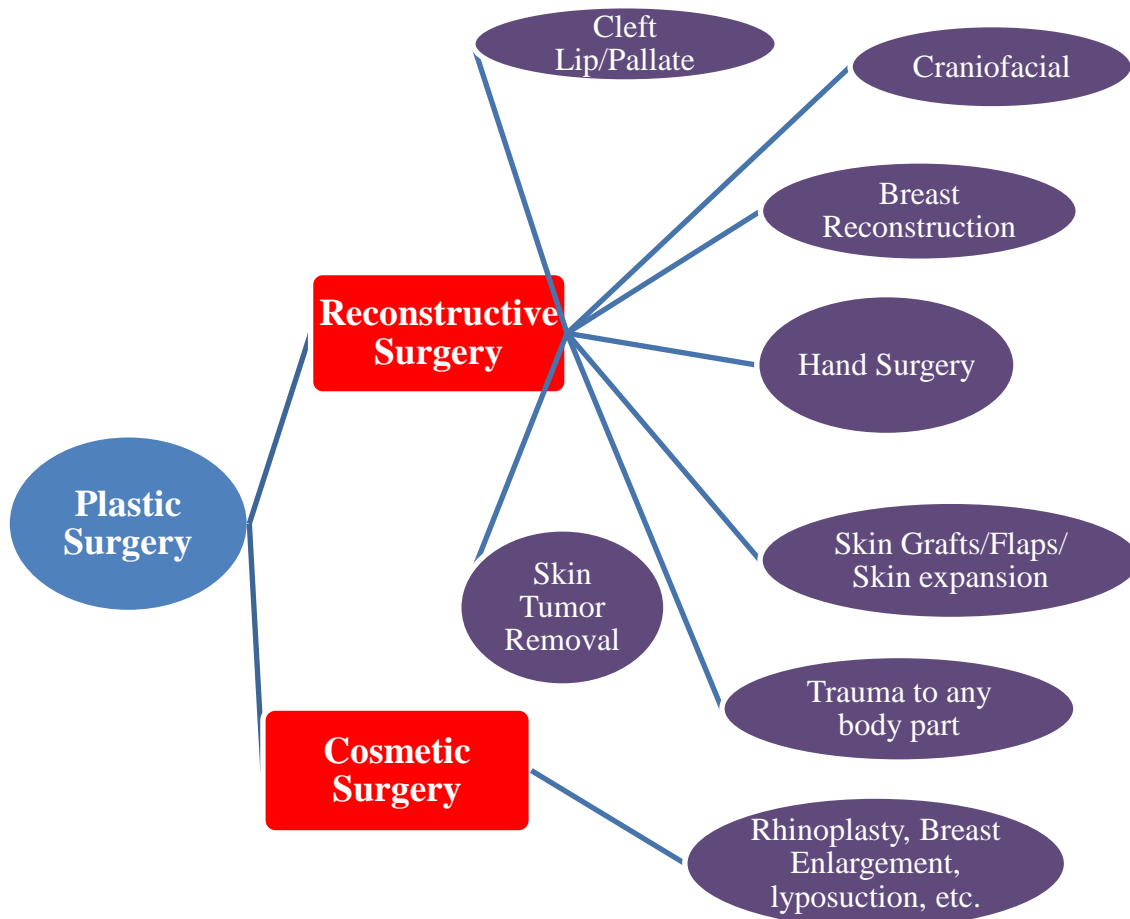 Cleft
Lip/Pallate
Craniofacial
Breast
Reconstruction
Reconstructive
Surgery
Hand Surgery
Plastic
Surgery
Skin Grafts/Flaps/
Skin expansion
Skin
Tumor
Removal
Trauma to any
body part
Cosmetic
Surgery
Rhinoplasty, Breast
Enlargement,
lyposuction, etc.